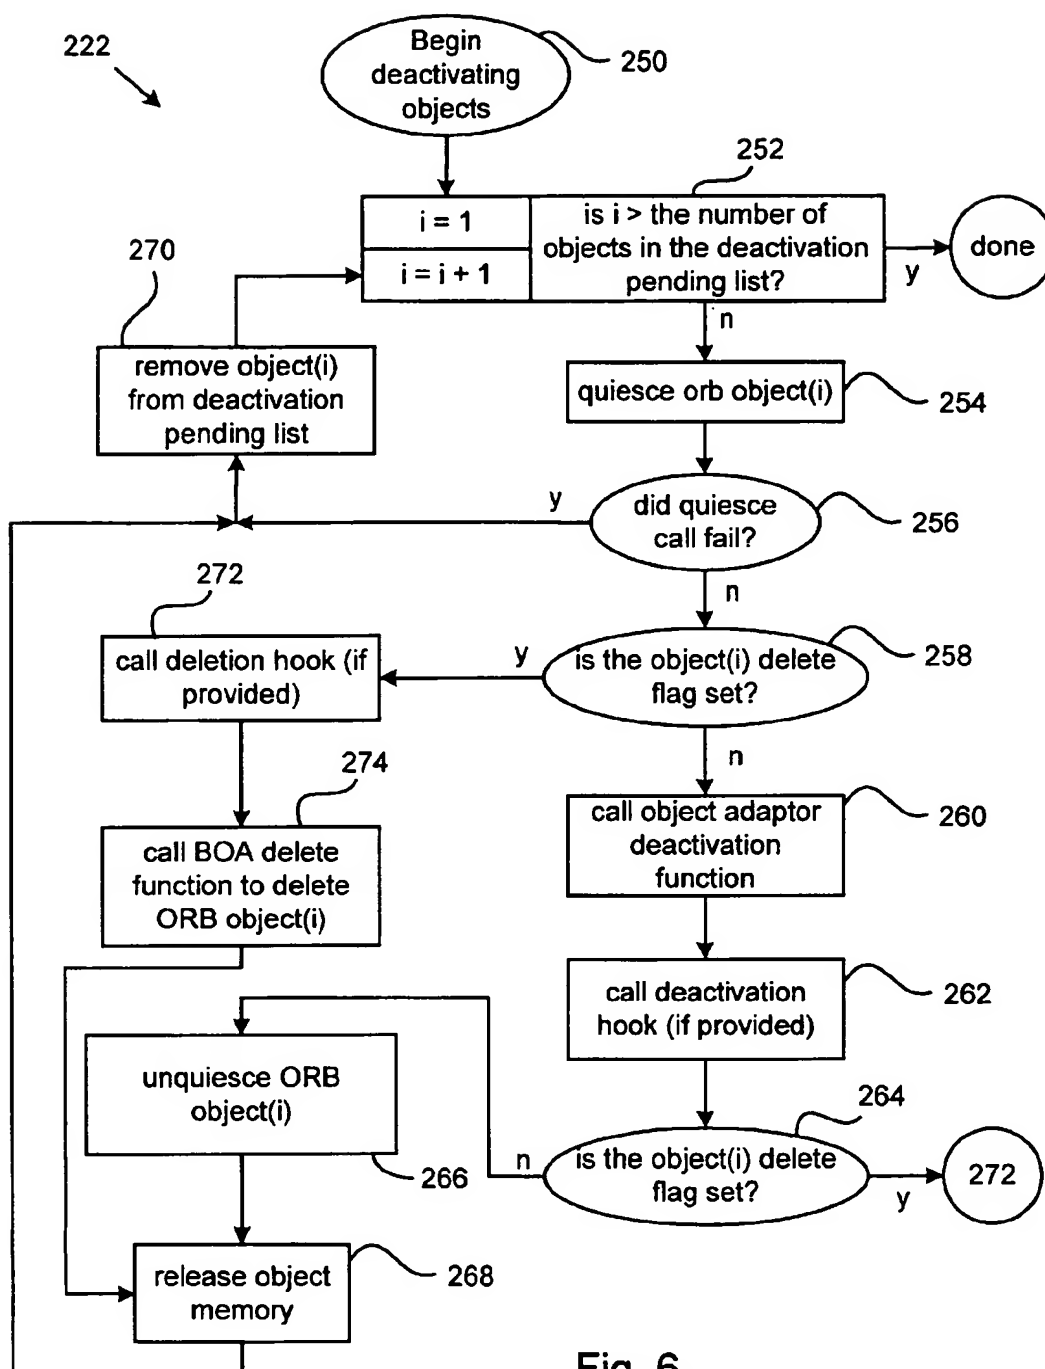 222
Begin
deactivating
objects
250
252
i = 1
i = i + 1
is i > the number of
objects in the deactivation
pending list?
y
done
n
270
remove object(i)
from deactivation
pending list
quiesce orb object(i)
254
did quiesce
call fail?
256
y
n
272
call deletion hook (if
provided)
y
is the object(i) delete
flag set?
258
n
274
call BOA delete
function to delete
ORB object(i)
call object adaptor
deactivation
function
260
call deactivation
hook (if provided)
262
unquiesce ORB
object(i)
266
264
n
is the object(i) delete
flag set?
y
272
release object
memory
268
Fig. 6